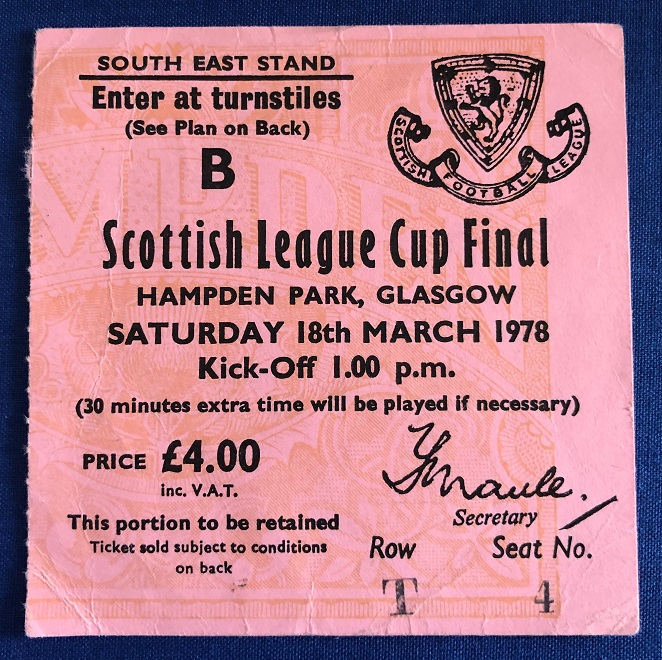 SOUTH EAST STAND
Enter at turnstiles
(See Plan on Back)
B
SCOTTISH FOOTBALL LEAGUE
Scottish League Cup Final
HAMPDEN PARK, GLASGOW
SATURDAY 18th MARCH 1978
Kick-Off 1.00 p.m.
(30 minutes extra time will be played if necessary)
PRICE £4.00
inc. V.A.T.
Secretary
This portion to be retained
Ticket sold subject to conditions
on back
Row Seat No.
T 4